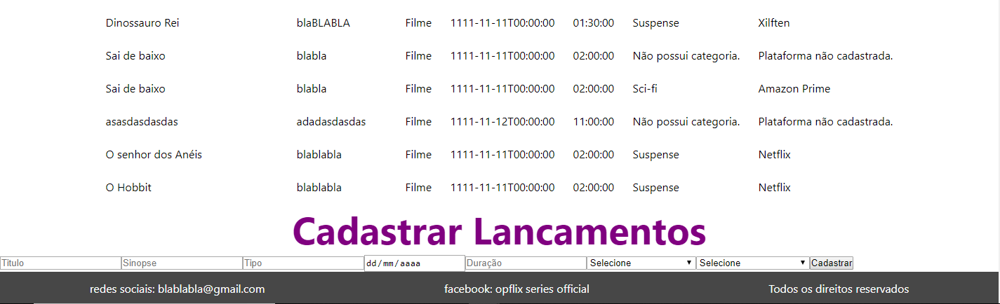 Dinossauro Rei blaBLABLA Filme 1111-11-11T00:00:00 01:30:00 Suspense Xilften
Sai de baixo blabla Filme 1111-11-11T00:00:00 02:00:00 Não possui categoria. Plataforma não cadastrada.
Sai de baixo blabla Filme 1111-11-11T00:00:00 02:00:00 Sci-fi Amazon Prime
asasdasdasdas adadasdasdas Filme 1111-11-12T00:00:00 11:00:00 Não possui categoria. Plataforma não cadastrada.
O senhor dos Anéis blablabla Filme 1111-11-11T00:00:00 02:00:00 Suspense Netflix
O Hobbit blablabla Filme 1111-11-11T00:00:00 02:00:00 Suspense Netflix
Cadastrar Lancamentos
Titulo Sinopse Tipo dd/mm/aaaa Duração Selecione Selecione Cadastrar
redes sociais: blablabla@gmail.com facebook: opflix series official Todos os direitos reservados